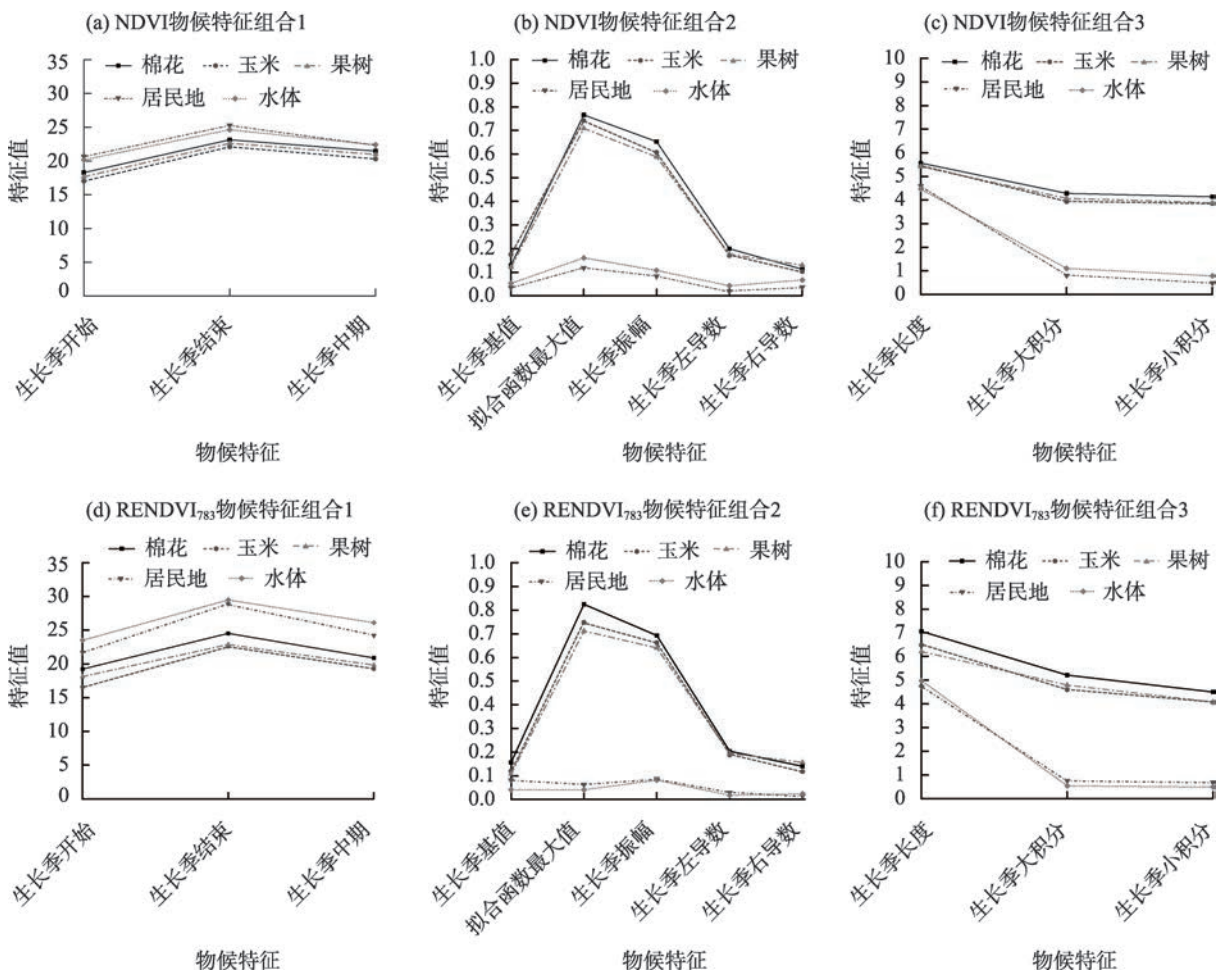 (a) NDVI物候特征组合1
35
30
25
20
15
10
5
0
特征值
棉花 玉米 果树
居民地 水体
生长季开始
生长季结束
生长季中期
物候特征
(b) NDVI物候特征组合2
1.0
0.9
0.8
0.7
0.6
0.5
0.4
0.3
0.2
0.1
0.0
特征值
棉花 玉米 果树
居民地 水体
生长季基值
拟合函数最大值
生长季振幅
生长季左导数
生长季右导数
物候特征
(c) NDVI物候特征组合3
10
9
8
7
6
5
4
3
2
1
0
特征值
棉花 玉米 果树
居民地 水体
生长季长度
生长季大积分
生长季小积分
物候特征
(d) RENDVI₇₈₃物候特征组合1
35
30
25
20
15
10
5
0
特征值
棉花 玉米 果树
居民地 水体
生长季开始
生长季结束
生长季中期
物候特征
(e) RENDVI₇₈₃物候特征组合2
1.0
0.9
0.8
0.7
0.6
0.5
0.4
0.3
0.2
0.1
0.0
特征值
棉花 玉米 果树
居民地 水体
生长季基值
拟合函数最大值
生长季振幅
生长季左导数
生长季右导数
物候特征
(f) RENDVI₇₈₃物候特征组合3
10
9
8
7
6
5
4
3
2
1
0
特征值
棉花 玉米 果树
居民地 水体
生长季长度
生长季大积分
生长季小积分
物候特征